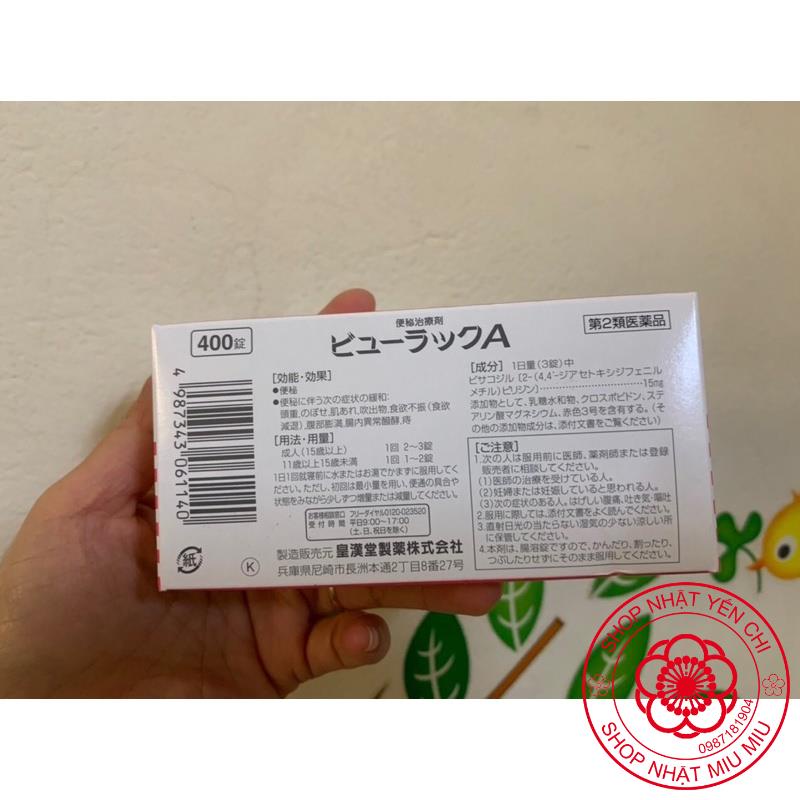 400錠
便秘治療剤
ビューラックA
第2類医薬品
4 987343 061140
[効能・効果]
●便秘
●便秘に伴う次の症状の緩和:
頭重,のぼせ,肌あれ,吹出物,食欲不振(食欲
減退),腹部膨満,腸内異常醗酵,痔
[用法・用量]
成人(15歳以上) 1回 2〜3錠
11歳以上15歳未満 1回 1〜2錠
1日1回就寝前に水またはお湯でかまずに服用してく
ださい。ただし、初回は最小量を用い、便通の具合や
状態をみながら少しずつ増量または減量してください。
お客様相談窓口 フリーダイヤル0120-023520
受付時間 平日9:00〜17:00
(土、日、祝日を除く)
製造販売元 皇漢堂製薬株式会社
兵庫県尼崎市長洲本通2丁目8番27号
紙
K
[成分] 1日量(3錠)中
ビサコジル〔2-(4,4'-ジアセトキシジフェニル
メチル)ピリジン〕………15mg
添加物として、乳糖水和物、クロスポビドン、ステ
アリン酸マグネシウム、赤色3号を含有する。(そ
の他の添加物成分は、添付文書をご覧ください)
[ご注意]
1.次の人は服用前に医師、薬剤師または登録
販売者に相談してください。
(1)医師の治療を受けている人。
(2)妊婦または妊娠していると思われる人。
(3)次の症状のある人。はげしい腹痛、吐き気・嘔吐
2.服用に際しては、添付文書をよく読んでください。
3.直射日光の当たらない湿気の少ない涼しい所
に保管してください。
4.本剤は、腸溶錠ですので、かんだり、割ったり、
つぶしたりせずにそのまま服用してください。
SHOP NHẬT YẾN CHI
0987181904
SHOP NHẬT MIU MIU